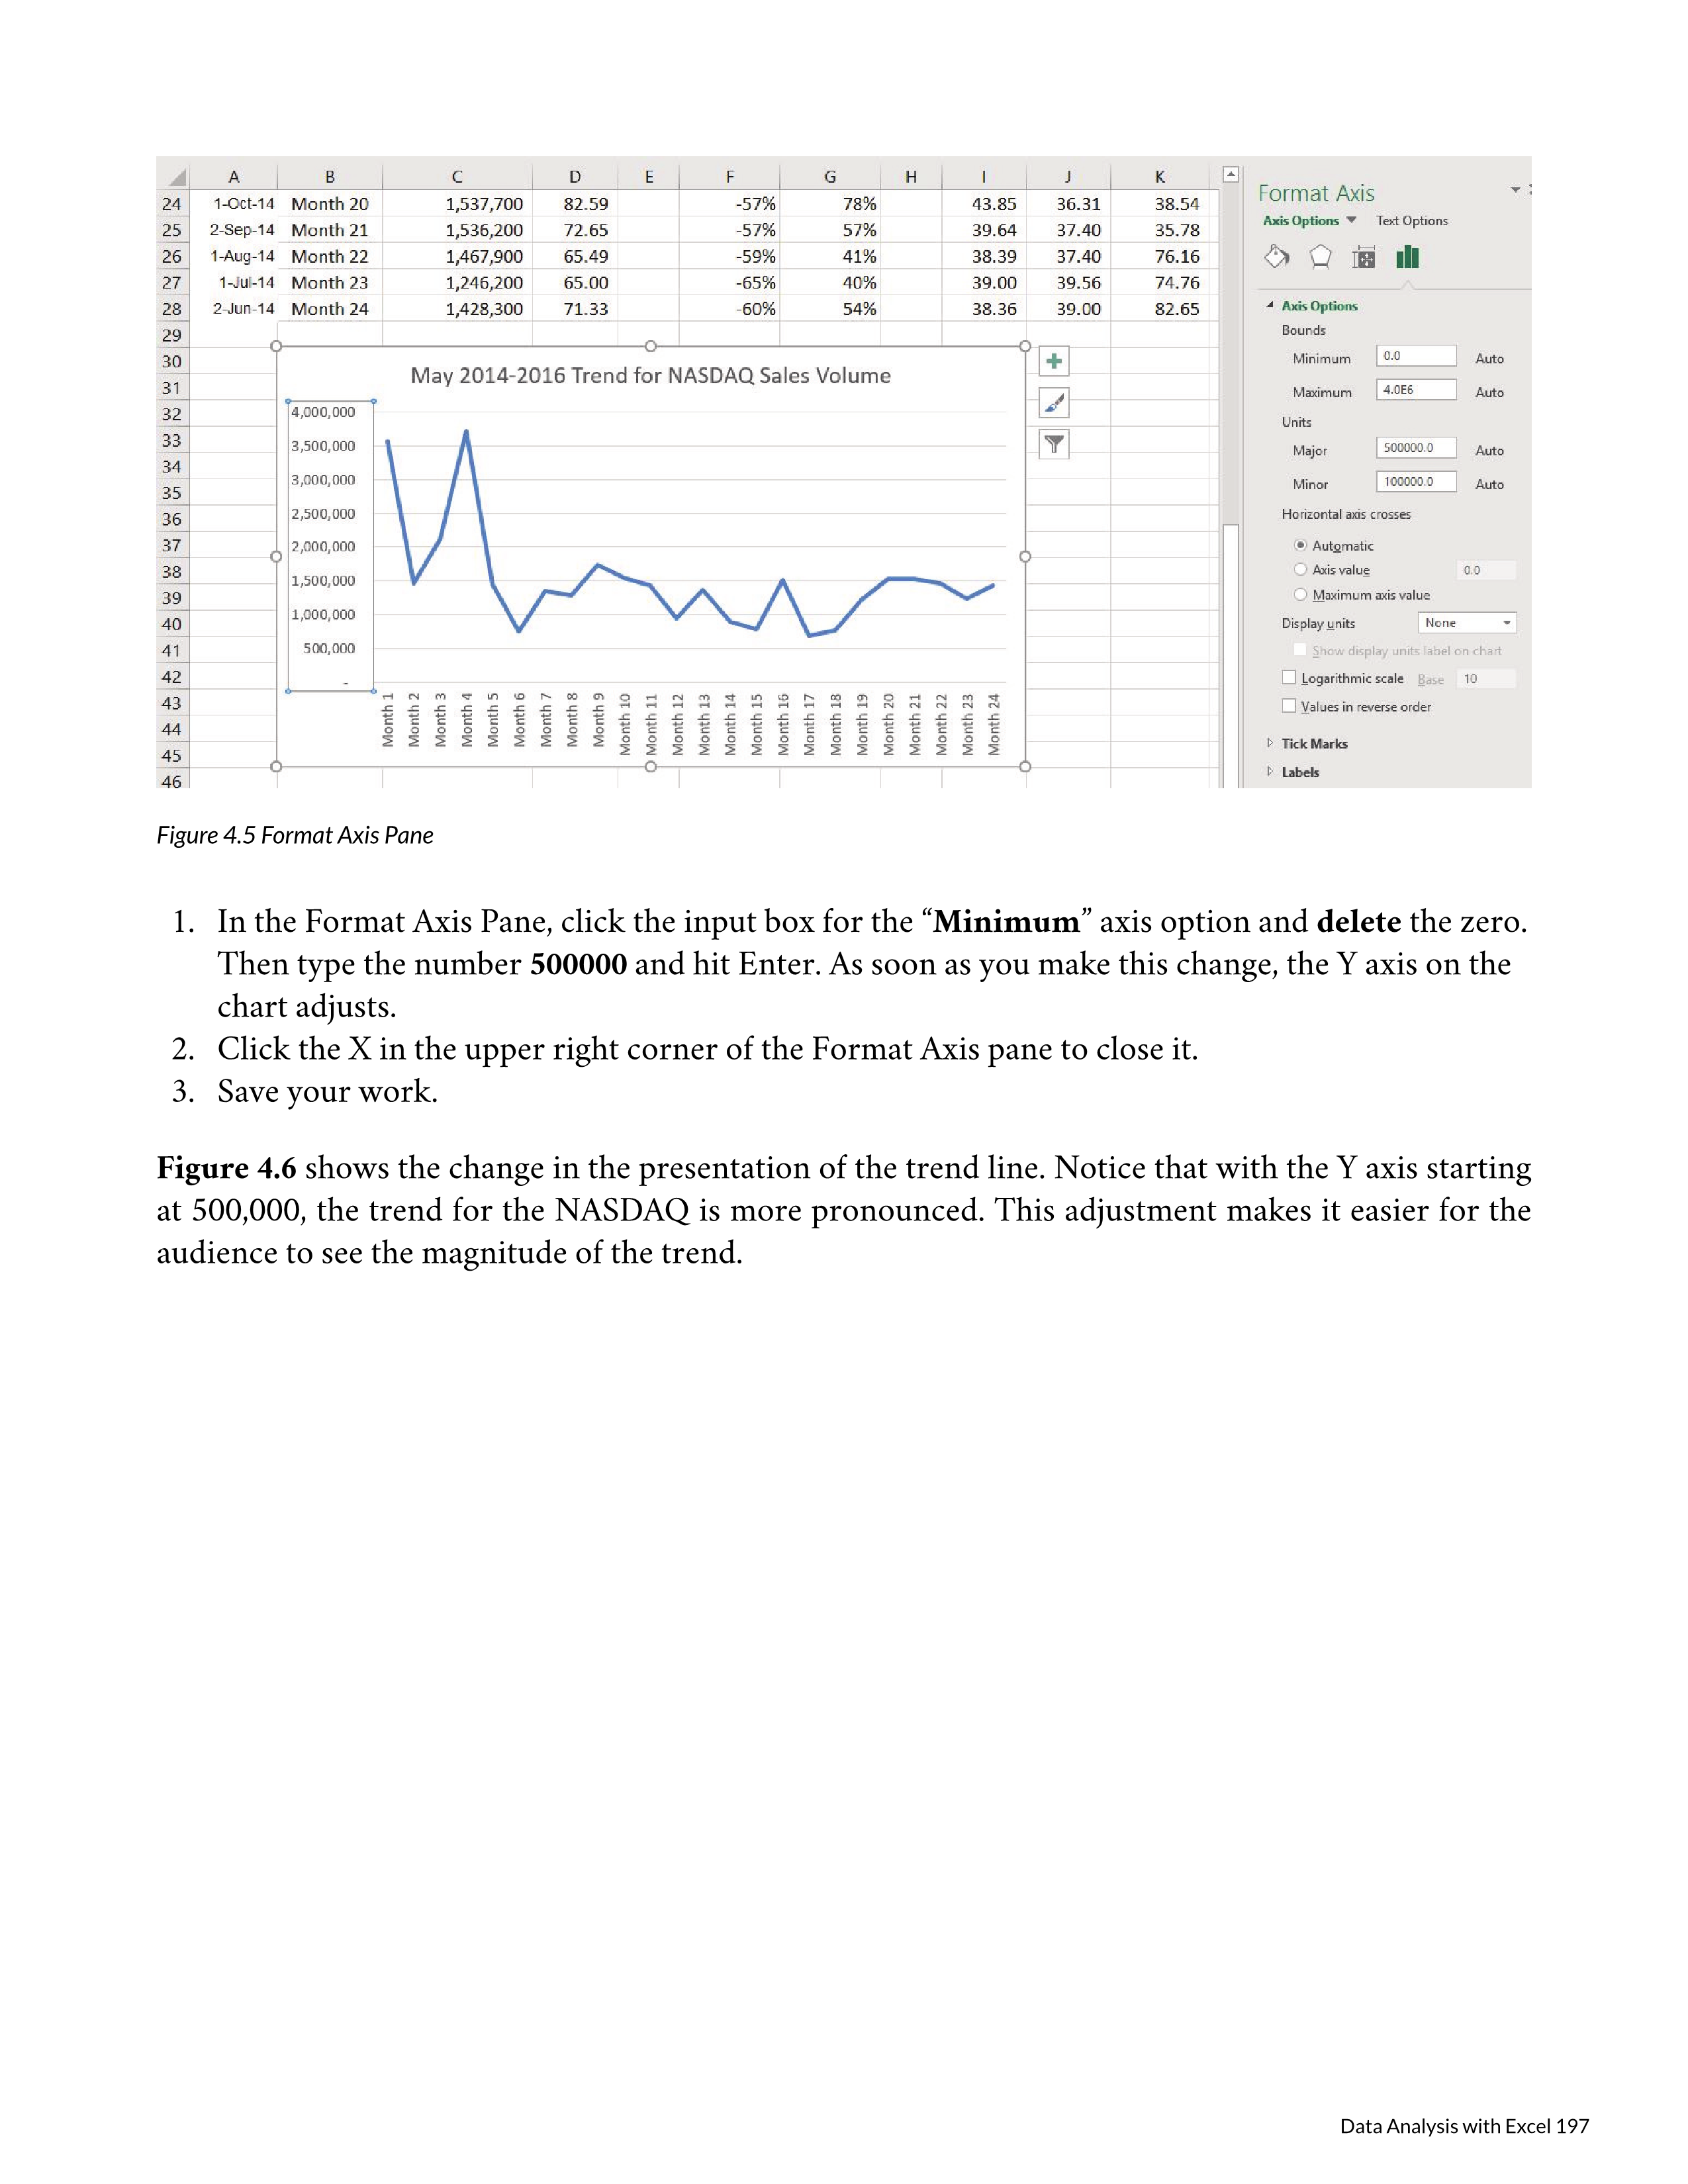 A B C D E F G H I J K
24 1-Oct-14 Month 20 1,537,700 82.59 -57% 78% 43.85 36.31 38.54
25 2-Sep-14 Month 21 1,536,200 72.65 -57% 57% 39.64 37.40 35.78
26 1-Aug-14 Month 22 1,467,900 65.49 -59% 41% 38.39 37.40 76.16
27 1-Jul-14 Month 23 1,246,200 65.00 -65% 40% 39.00 39.56 74.76
28 2-Jun-14 Month 24 1,428,300 71.33 -60% 54% 38.36 39.00 82.65
29
30
31
32
33
34
35
36
37
38
39
40
41
42
43
44
45
46
May 2014-2016 Trend for NASDAQ Sales Volume
4,000,000
3,500,000
3,000,000
2,500,000
2,000,000
1,500,000
1,000,000
500,000
-
Month 1
Month 2
Month 3
Month 4
Month 5
Month 6
Month 7
Month 8
Month 9
Month 10
Month 11
Month 12
Month 13
Month 14
Month 15
Month 16
Month 17
Month 18
Month 19
Month 20
Month 21
Month 22
Month 23
Month 24
Format Axis
Axis Options Text Options
Axis Options
Bounds
Minimum 0.0 Auto
Maximum 4.0E6 Auto
Units
Major 500000.0 Auto
Minor 100000.0 Auto
Horizontal axis crosses
Automatic
Axis value 0.0
Maximum axis value
Display units None
Show display units label on chart
Logarithmic scale Base 10
Values in reverse order
Tick Marks
Labels
Figure 4.5 Format Axis Pane
1. In the Format Axis Pane, click the input box for the “Minimum” axis option and delete the zero.
Then type the number 500000 and hit Enter. As soon as you make this change, the Y axis on the
chart adjusts.
2. Click the X in the upper right corner of the Format Axis pane to close it.
3. Save your work.
Figure 4.6 shows the change in the presentation of the trend line. Notice that with the Y axis starting
at 500,000, the trend for the NASDAQ is more pronounced. This adjustment makes it easier for the
audience to see the magnitude of the trend.
Data Analysis with Excel 197